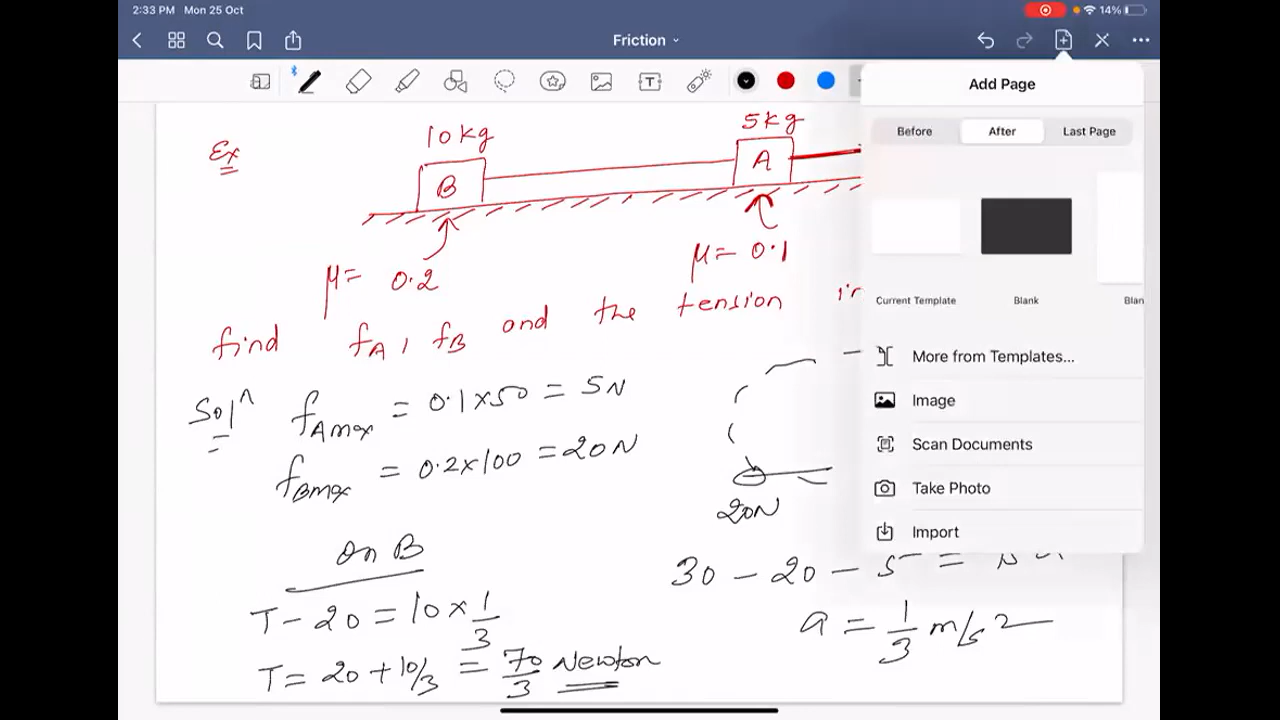 2:33 PM Mon 25 Oct
14%
Friction
Add Page
Before After Last Page
Current Template
Blank
Blan
More from Templates...
Image
Scan Documents
Take Photo
Import
Ex
10kg
5kg
B
A
μ = 0.2
μ = 0.1
find fA, fB and the tension in
Solⁿ
fAmax = 0.1×50 = 5N
fBmax = 0.2×100 = 20N
20N
On B
T - 20 = 10 × 1/3
T = 20 + 10/3 = 70/3 Newton
30 - 20 - 5 =
a = 1/3 m/s²